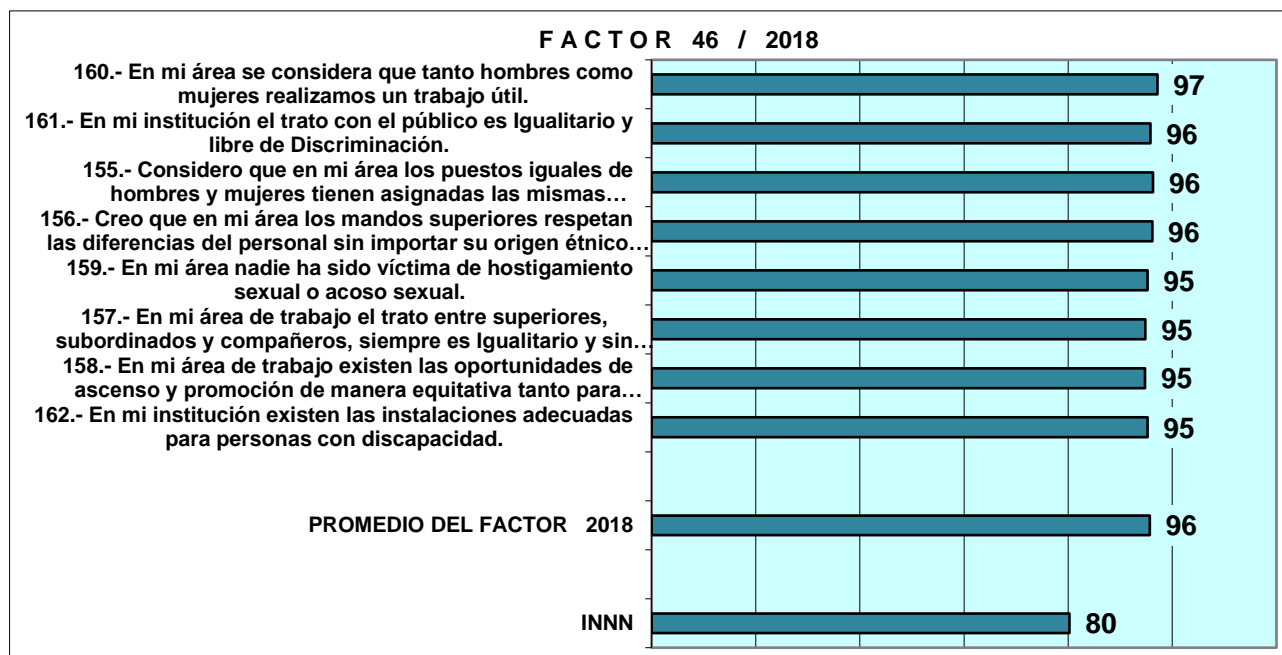 F A C T O R 46 / 2018
160.- En mi área se considera que tanto hombres como
mujeres realizamos un trabajo útil.
97
161.- En mi institución el trato con el público es Igualitario y
libre de Discriminación.
96
155.- Considero que en mi área los puestos iguales de
hombres y mujeres tienen asignadas las mismas…
96
156.- Creo que en mi área los mandos superiores respetan
las diferencias del personal sin importar su origen étnico…
96
159.- En mi área nadie ha sido víctima de hostigamiento
sexual o acoso sexual.
95
157.- En mi área de trabajo el trato entre superiores,
subordinados y compañeros, siempre es Igualitario y sin…
95
158.- En mi área de trabajo existen las oportunidades de
ascenso y promoción de manera equitativa tanto para…
95
162.- En mi institución existen las instalaciones adecuadas
para personas con discapacidad.
95
PROMEDIO DEL FACTOR 2018
96
INNN
80